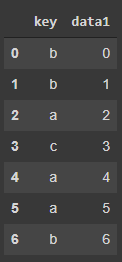 key data1
0 b 0
1 b 1
2 a 2
3 c 3
4 a 4
5 a 5
6 b 6